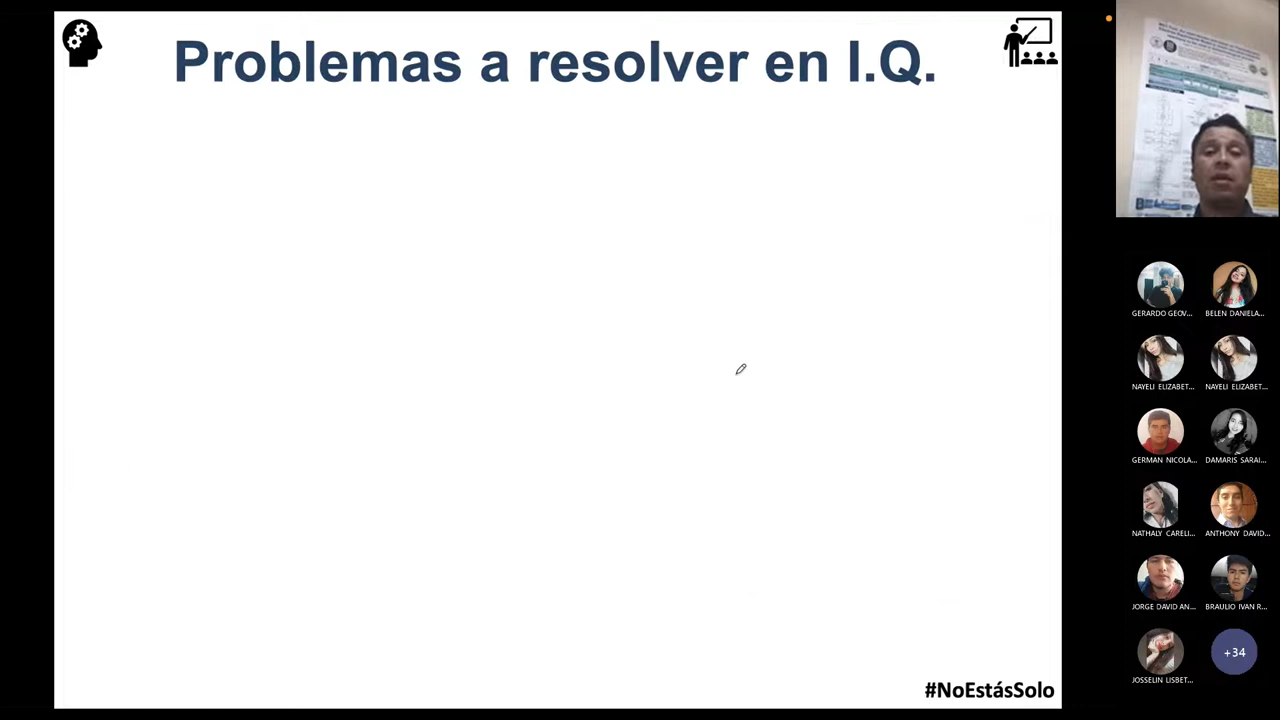 Problemas a resolver en I.Q.
GERARDO GEOV...
BELEN DANIELA...
NAYELI ELIZABET...
NAYELI ELIZABET...
GERMAN NICOLA...
DAMARIS SARAI...
NATHALY CARELI...
ANTHONY DAVID...
JORGE DAVID AN...
BRAULIO IVAN R...
JOSSELIN LISBET...
+34
#NoEstásSolo